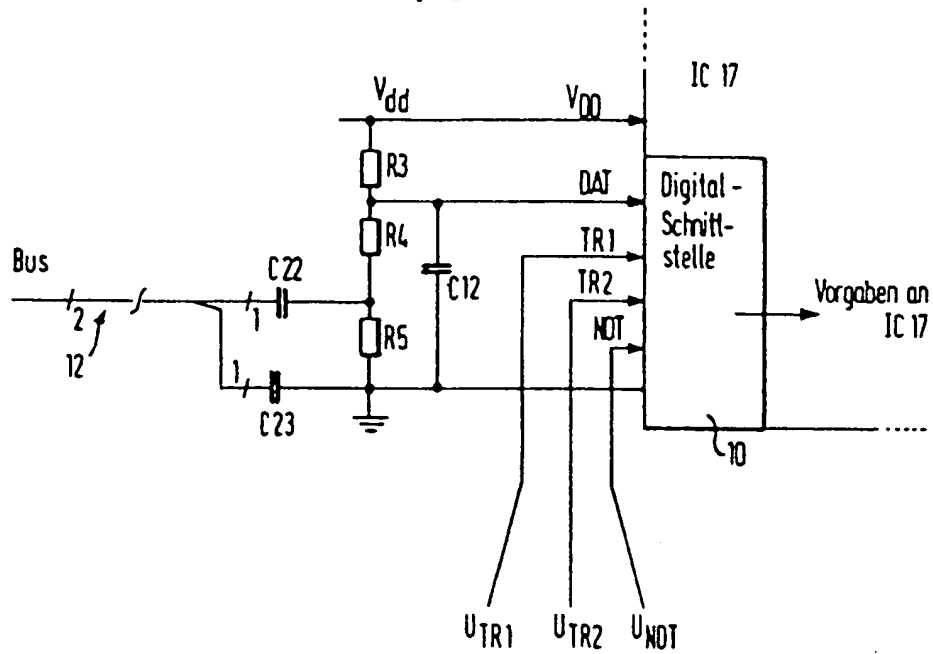 IC 17
Vdd
VDD
R3
DAT
Digital-
Schnitt-
stelle
R4
TR1
Bus
C22
C12
TR2
2
1
NOT
Vorgaben an
IC 17
12
R5
1
C23
10
UTR1
UTR2
UNOT